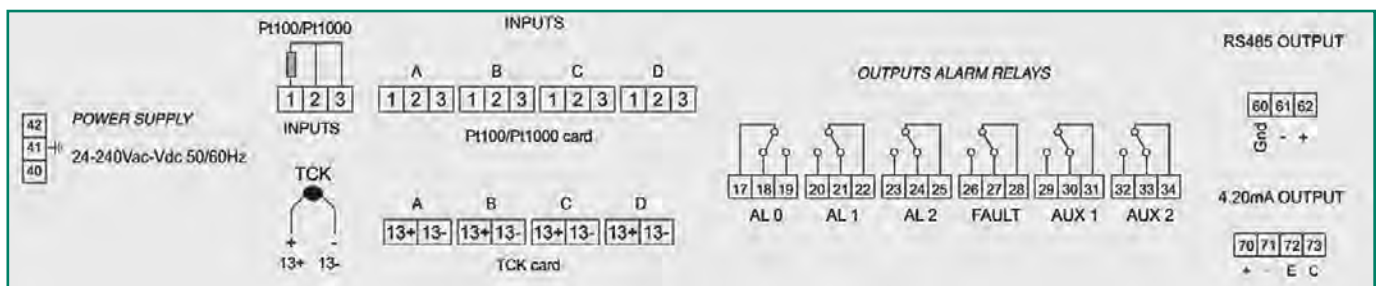 42
41
40
POWER SUPPLY
24-240Vac-Vdc 50/60Hz
Pt100/Pt1000
1 2 3
INPUTS
TCK
+ -
13+ 13-
INPUTS
A B C D
1 2 3 1 2 3 1 2 3 1 2 3
Pt100/Pt1000 card
A B C D
13+ 13- 13+ 13- 13+ 13- 13+ 13-
TCK card
OUTPUTS ALARM RELAYS
17 18 19 20 21 22 23 24 25 26 27 28 29 30 31 32 33 34
AL 0 AL 1 AL 2 FAULT AUX 1 AUX 2
RS485 OUTPUT
60 61 62
Gnd - +
4.20mA OUTPUT
70 71 72 73
+ - E C